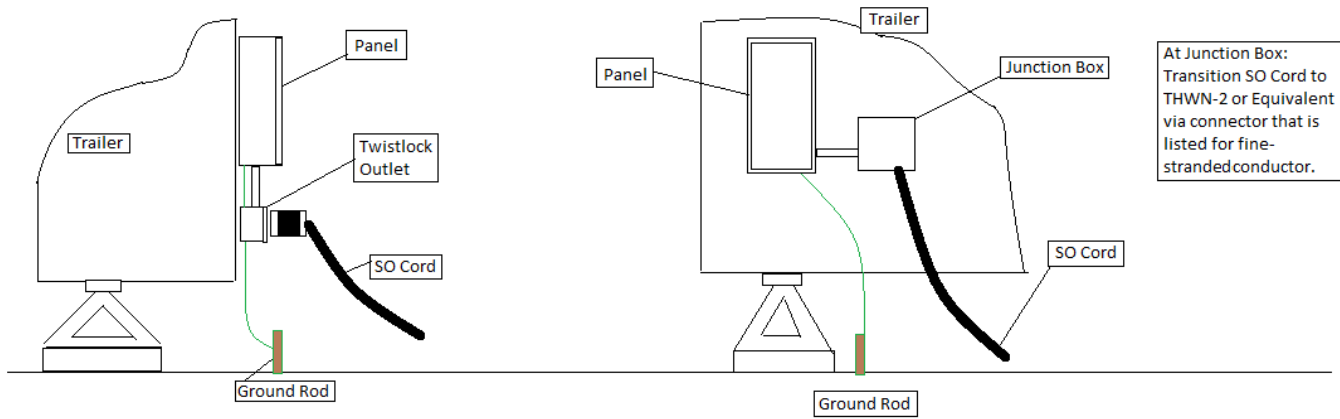 Panel
Trailer
Twistlock
Outlet
SO Cord
Ground Rod
Trailer
Panel
Junction Box
SO Cord
Ground Rod
At Junction Box:
Transition SO Cord to
THWN-2 or Equivalent
via connector that is
listed for fine-
strandedconductor.